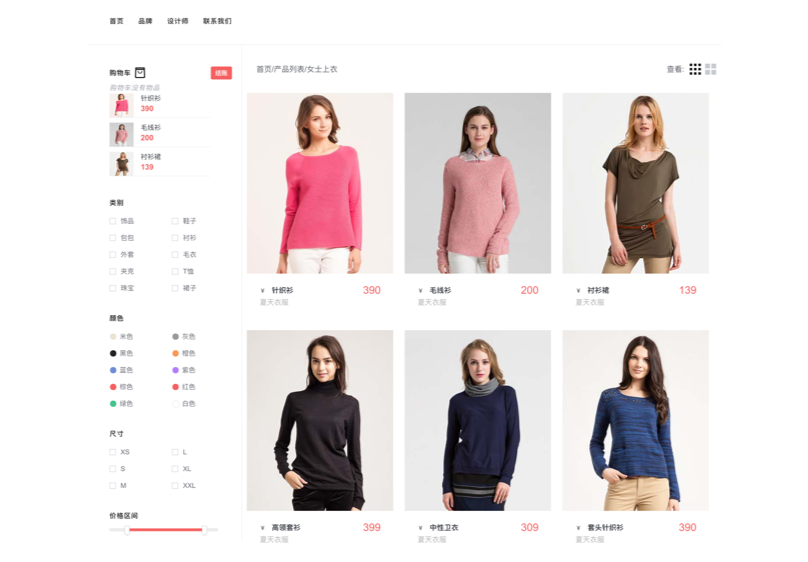 首页 品牌 设计师 联系我们
购物车 结账
购物车没有物品
针织衫
390
毛线衫
200
衬衫裙
139
类别
饰品 鞋子
包包 衬衫
外套 毛衣
夹克 T恤
珠宝 裙子
颜色
米色 灰色
黑色 橙色
蓝色 紫色
棕色 红色
绿色 白色
尺寸
XS L
S XL
M XXL
价格区间
首页/产品列表/女士上衣 查看:
¥ 针织衫 390
夏天衣服
¥ 毛线衫 200
夏天衣服
¥ 衬衫裙 139
夏天衣服
¥ 高领套衫 399
夏天衣服
¥ 中性卫衣 309
夏天衣服
¥ 套头针织衫 390
夏天衣服